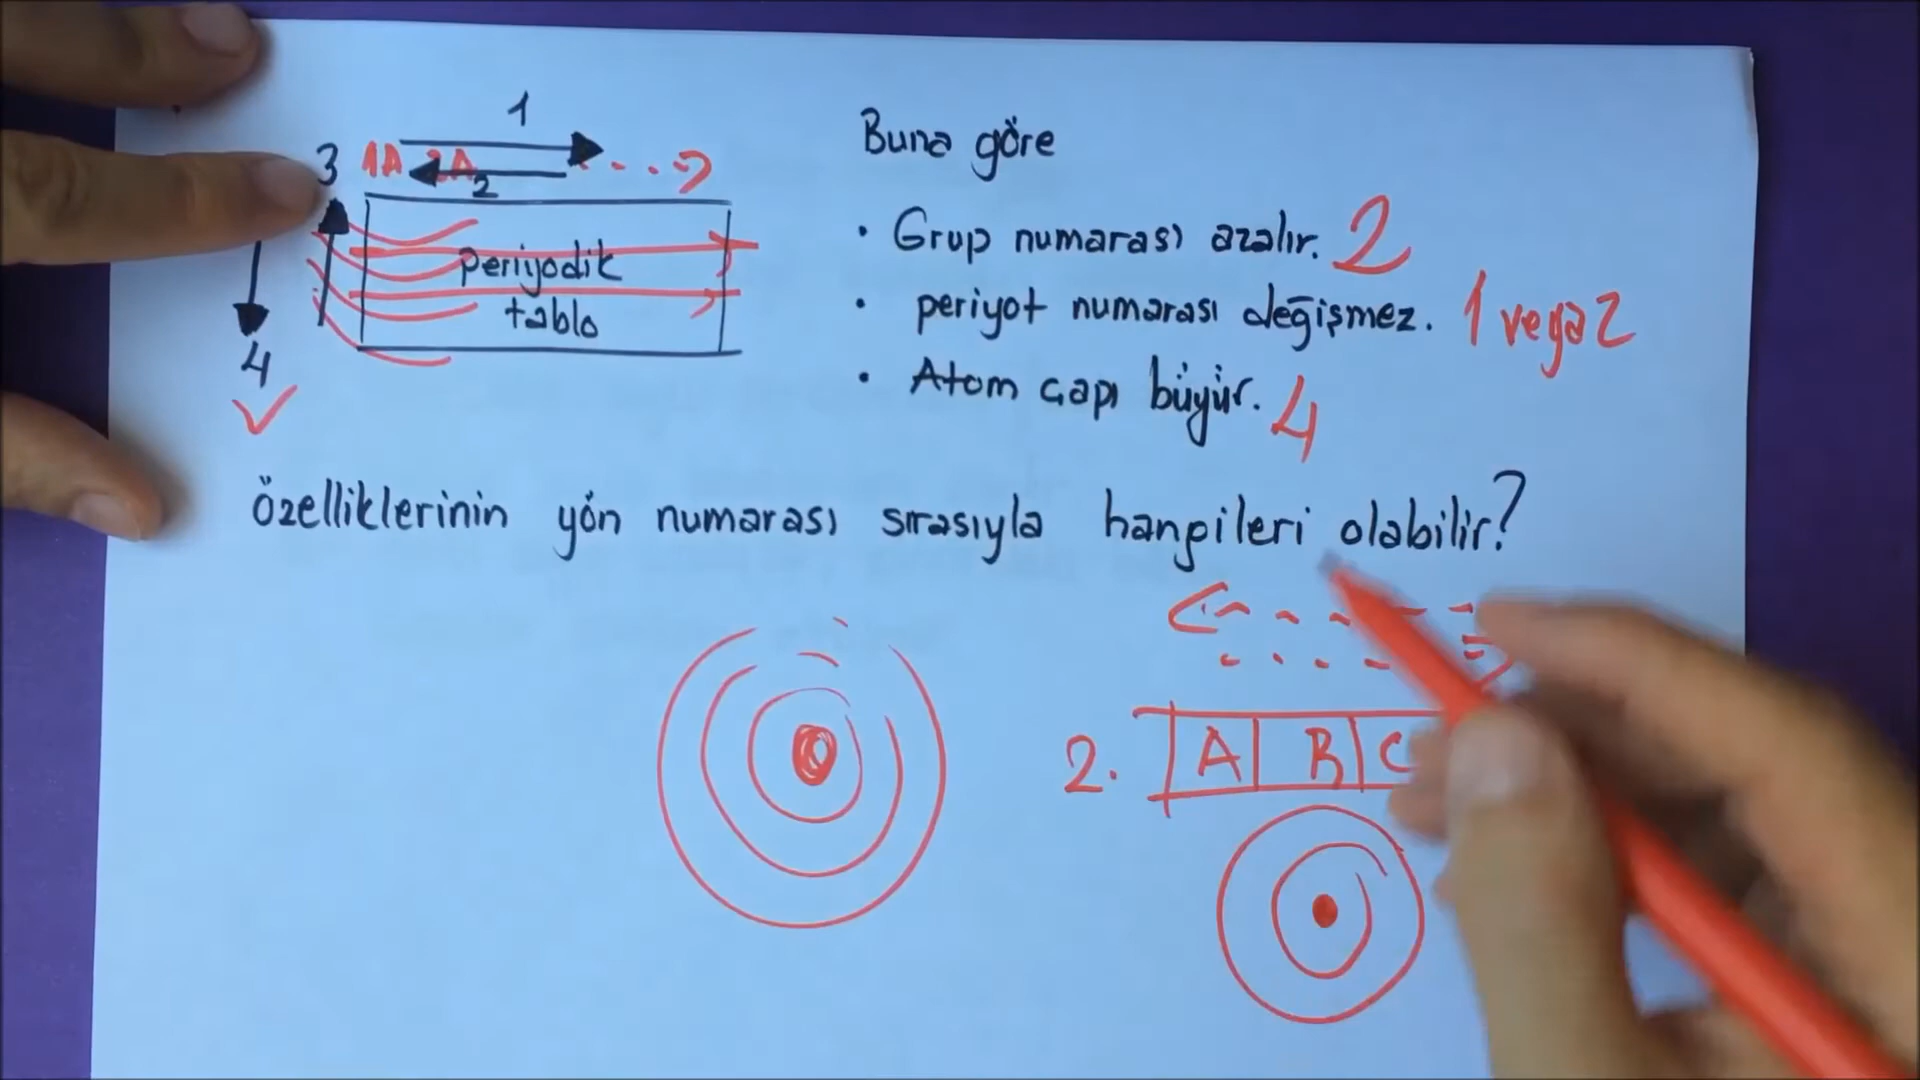 1
3 1A 2A
2
periyodik
tablo
4
Buna göre
• Grup numarası azalır. 2
• periyot numarası değişmez. 1 veya 2
• Atom çapı büyür. 4
özelliklerinin yön numarası sırasıyla hangileri olabilir?
2. A B C